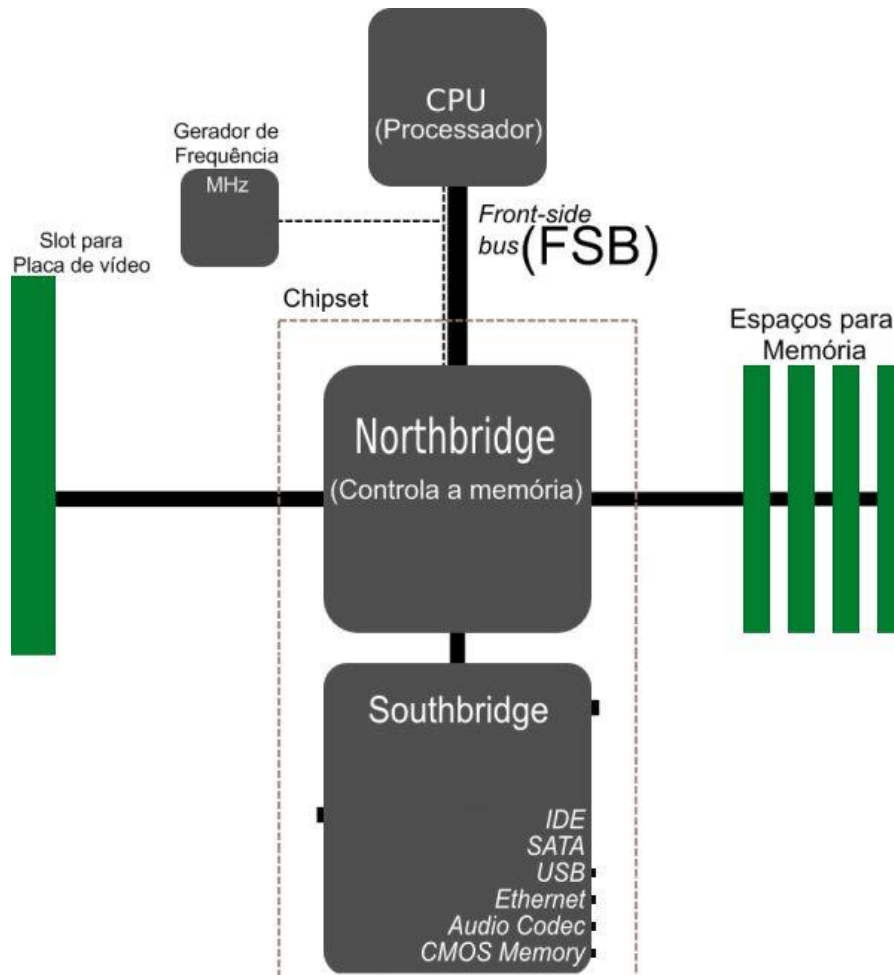 CPU
(Processador)
Gerador de
Frequência
MHz
Front-side
bus(FSB)
Slot para
Placa de vídeo
Chipset
Espaços para
Memória
Northbridge
(Controla a memória)
Southbridge
IDE
SATA
USB
Ethernet
Audio Codec
CMOS Memory